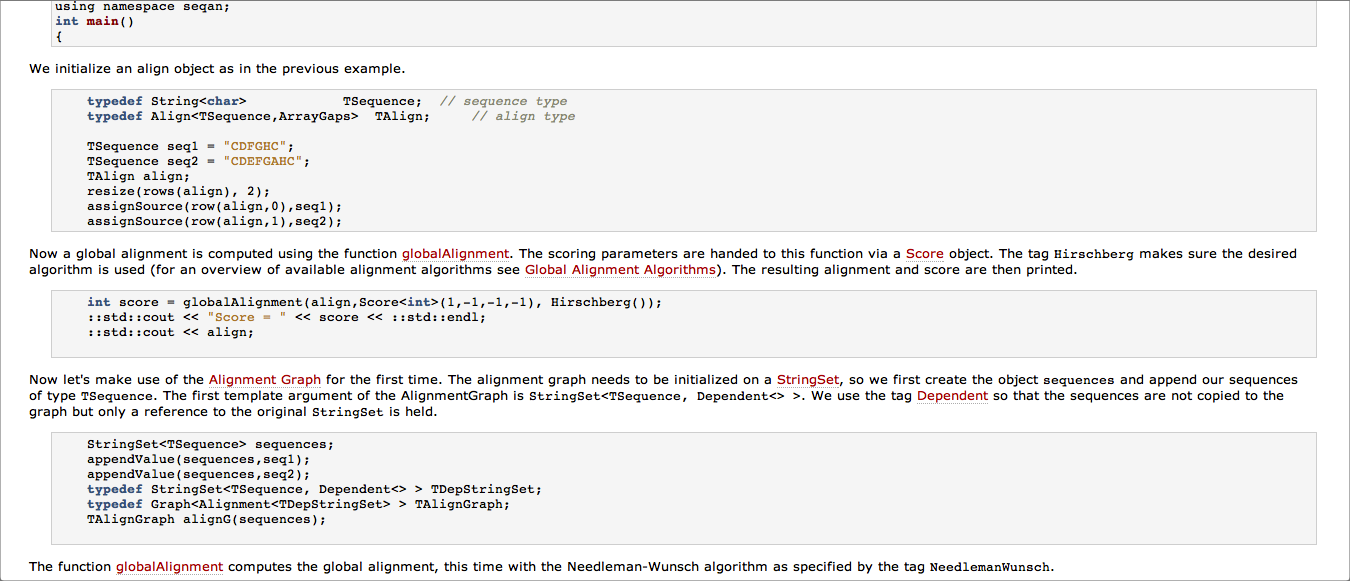 using namespace seqan;
int main()
{
We initialize an align object as in the previous example.
typedef String<char>            TSequence;  // sequence type
typedef Align<TSequence,ArrayGaps>  TAlign;     // align type
TSequence seq1 = "CDFGHC";
TSequence seq2 = "CDEFGAHC";
TAlign align;
resize(rows(align), 2);
assignSource(row(align,0),seq1);
assignSource(row(align,1),seq2);
Now a global alignment is computed using the function globalAlignment. The scoring parameters are handed to this function via a Score object. The tag Hirschberg makes sure the desired
algorithm is used (for an overview of available alignment algorithms see Global Alignment Algorithms). The resulting alignment and score are then printed.
int score = globalAlignment(align,Score<int>(1,-1,-1,-1), Hirschberg());
::std::cout << "Score = " << score << ::std::endl;
::std::cout << align;
Now let's make use of the Alignment Graph for the first time. The alignment graph needs to be initialized on a StringSet, so we first create the object sequences and append our sequences
of type TSequence. The first template argument of the AlignmentGraph is StringSet<TSequence, Dependent<> >. We use the tag Dependent so that the sequences are not copied to the
graph but only a reference to the original StringSet is held.
StringSet<TSequence> sequences;
appendValue(sequences,seq1);
appendValue(sequences,seq2);
typedef StringSet<TSequence, Dependent<> > TDepStringSet;
typedef Graph<Alignment<TDepStringSet> > TAlignGraph;
TAlignGraph alignG(sequences);
The function globalAlignment computes the global alignment, this time with the Needleman-Wunsch algorithm as specified by the tag NeedlemanWunsch.